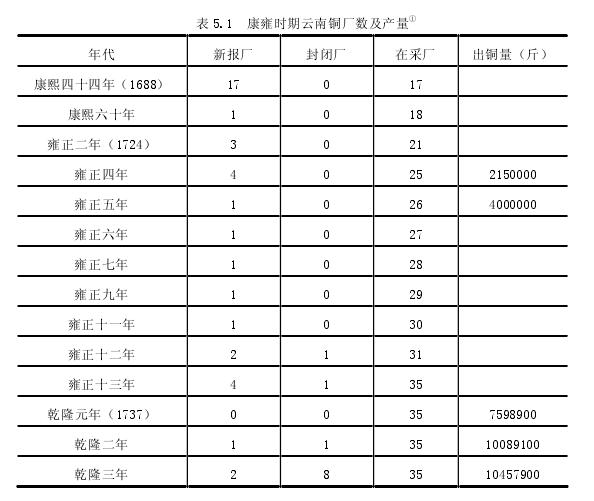 表 5.1 康雍时期云南铜厂数及产量①
年代 新报厂 封闭厂 在采厂 出铜量（斤）
康熙四十四年（1688） 17 0 17
康熙六十年 1 0 18
雍正二年（1724） 3 0 21
雍正四年 4 0 25 2150000
雍正五年 1 0 26 4000000
雍正六年 1 0 27
雍正七年 1 0 28
雍正九年 1 0 29
雍正十一年 1 0 30
雍正十二年 2 1 31
雍正十三年 4 1 35
乾隆元年（1737） 0 0 35 7598900
乾隆二年 1 1 35 10089100
乾隆三年 2 8 35 10457900